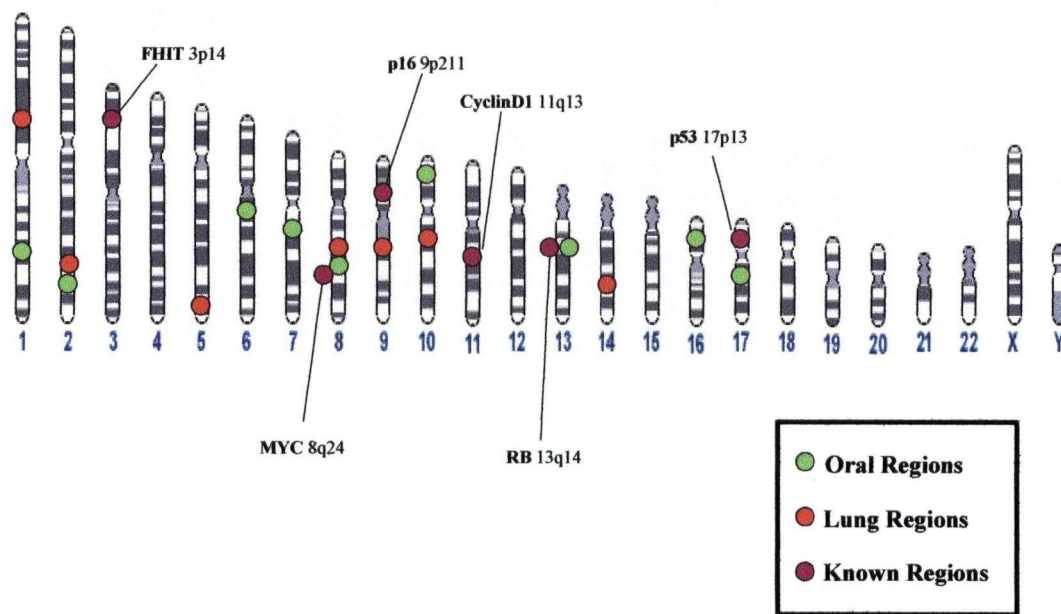 FHIT 3p14
p16 9p211
CyclinD1 11q13
p53 17p13
1 2 3 4 5 6 7 8 9 10 11 12 13 14 15 16 17 18 19 20 21 22 X Y
MYC 8q24
RB 13q14
Oral Regions
Lung Regions
Known Regions